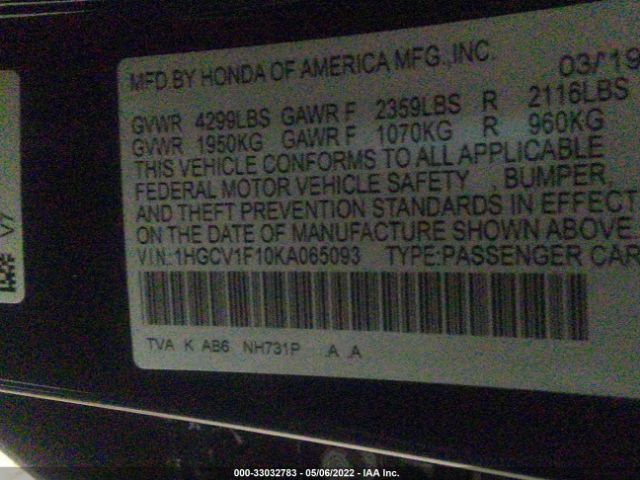 MFD.BY HONDA OF AMERICA MFG.,INC. 03/19
GVWR 4299LBS GAWR F 2359LBS R 2116LBS
GVWR 1950KG GAWR F 1070KG R 960KG
THIS VEHICLE CONFORMS TO ALL APPLICABLE
FEDERAL MOTOR VEHICLE SAFETY , BUMPER,
AND THEFT PREVENTION STANDARDS IN EFFECT
ON THE DATE OF MANUFACTURE SHOWN ABOVE.
VIN:1HGCV1F10KA065093 TYPE:PASSENGER CAR
TVA K AB6 NH731P .A .A
V7
000-33032783 - 05/06/2022 - IAA Inc.